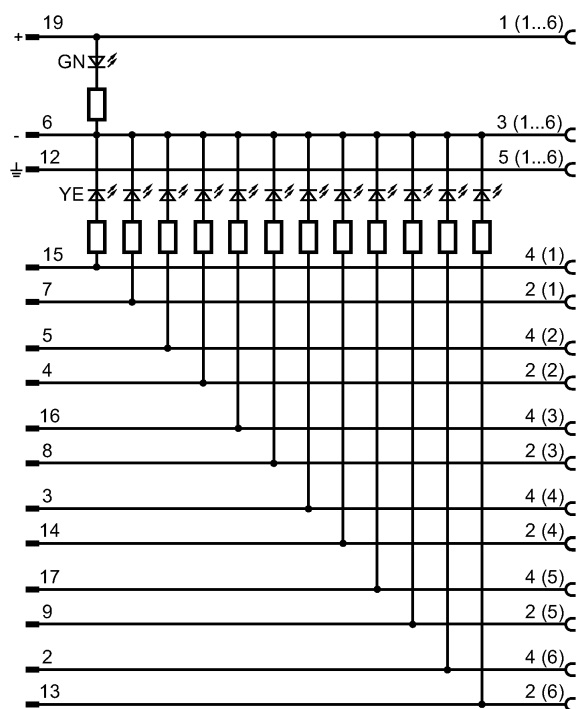 19 1 (1...6)
+
GN
6 3 (1...6)
-
12 5 (1...6)
YE
15 4 (1)
7 2 (1)
5 4 (2)
4 2 (2)
16 4 (3)
8 2 (3)
3 4 (4)
14 2 (4)
17 4 (5)
9 2 (5)
2 4 (6)
13 2 (6)